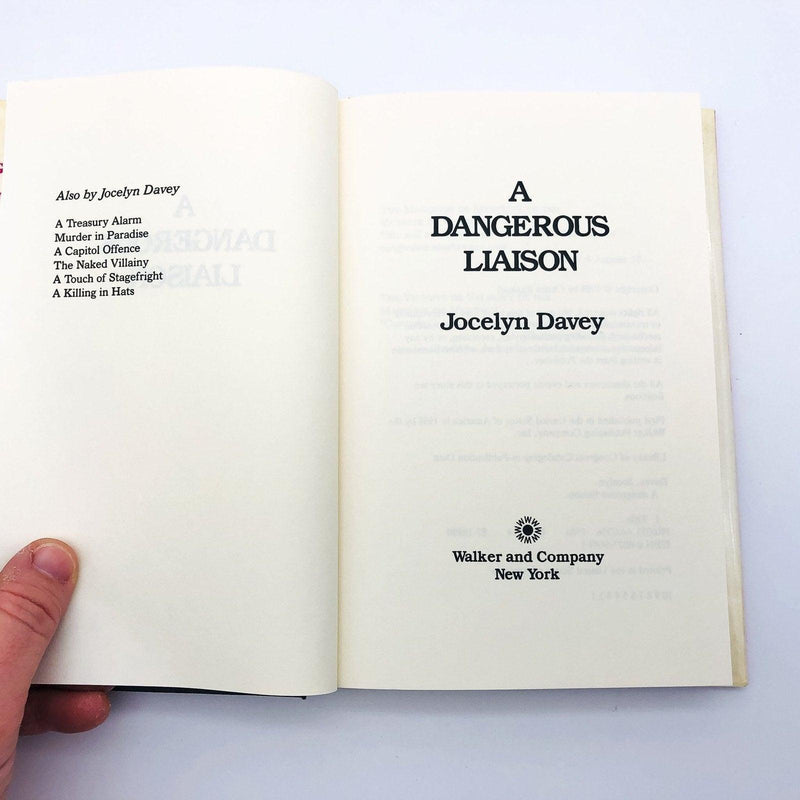 Also by Jocelyn Davey
A Treasury Alarm
Murder in Paradise
A Capitol Offence
The Naked Villainy
A Touch of Stagefright
A Killing in Hats
A
DANGEROUS
LIAISON
Jocelyn Davey
Walker and Company
New York